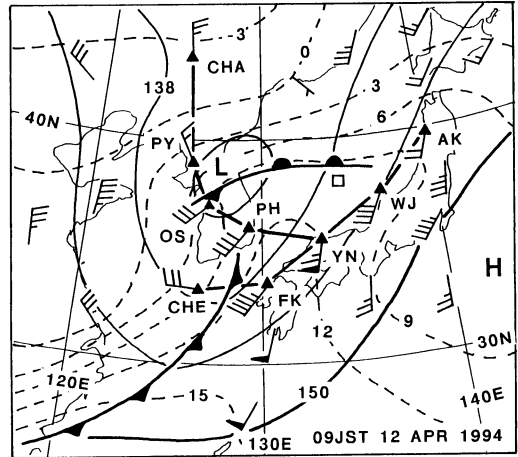 3
0
CHA
138
3
6
40N
PY
L
AK
WJ
PH
OS
YN
H
CHE
FK
12
9
30N
120E
15
150
140E
130E
09JST 12 APR 1994